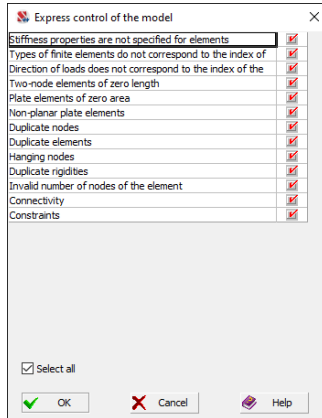 Express control of the model
Stiffness properties are not specified for elements
Types of finite elements do not correspond to the index of
Direction of loads does not correspond to the index of the
Two-node elements of zero length
Plate elements of zero area
Non-planar plate elements
Duplicate nodes
Duplicate elements
Hanging nodes
Duplicate rigidities
Invalid number of nodes of the element
Connectivity
Constraints
Select all
OK Cancel Help